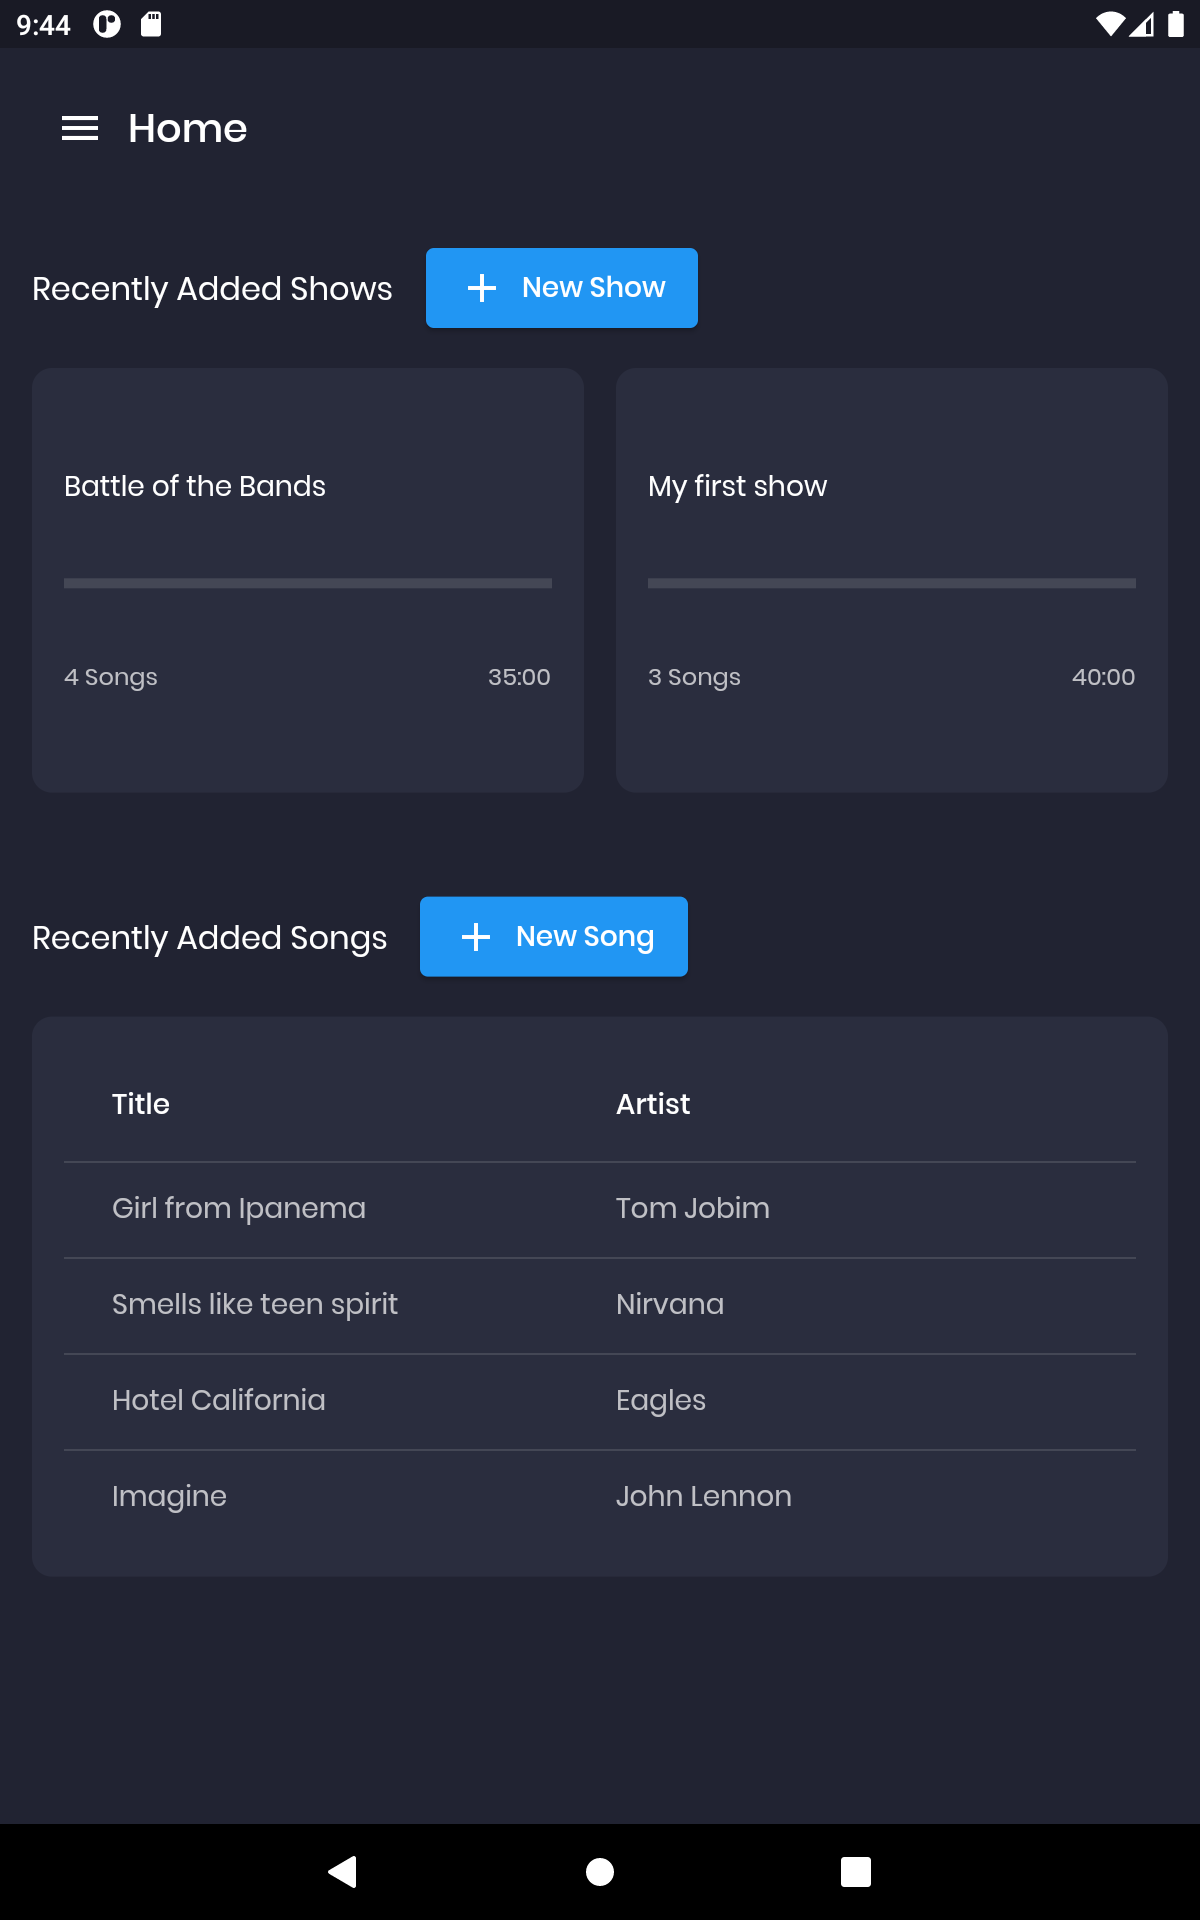 9:44
Home
Recently Added Shows
New Show
Battle of the Bands
My first show
4 Songs 35:00
3 Songs 40:00
Recently Added Songs
New Song
Title Artist
Girl from Ipanema Tom Jobim
Smells like teen spirit Nirvana
Hotel California Eagles
Imagine John Lennon